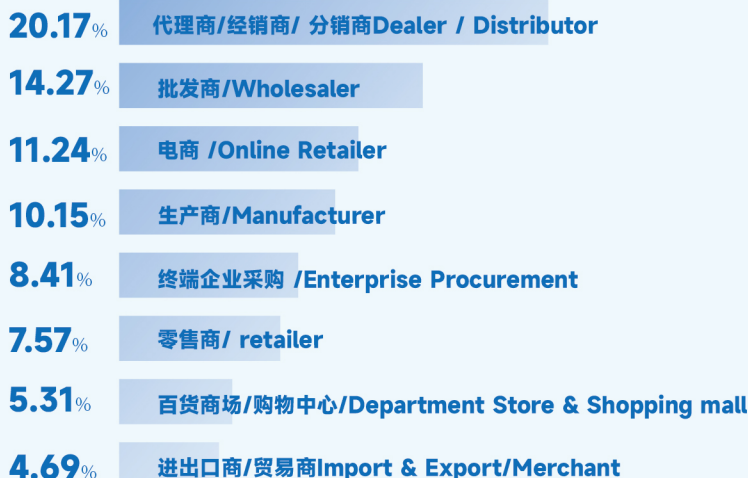 20.17% 代理商/经销商/ 分销商Dealer / Distributor
14.27% 批发商/Wholesaler
11.24% 电商 /Online Retailer
10.15% 生产商/Manufacturer
8.41% 终端企业采购 /Enterprise Procurement
7.57% 零售商/ retailer
5.31% 百货商场/购物中心/Department Store & Shopping mall
4.69% 进出口商/贸易商Import & Export/Merchant